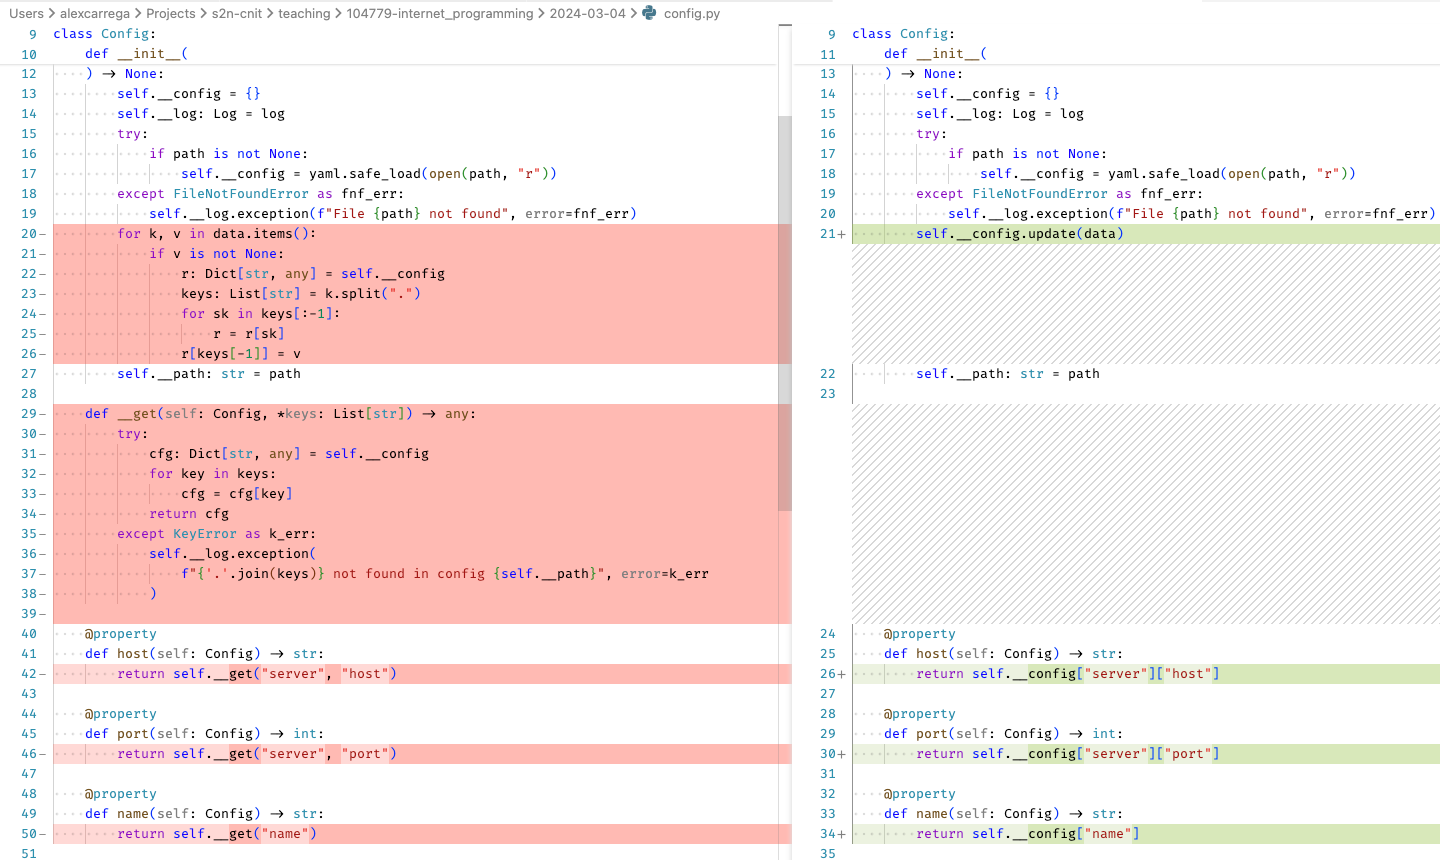 Users > alexcarrega > Projects > s2n-cnit > teaching > 104779-internet_programming > 2024-03-04 > config.py
9 class Config:
10 def __init__(
12 ) → None:
13 self.__config = {}
14 self.__log: Log = log
15 try:
16 if path is not None:
17 self.__config = yaml.safe_load(open(path, "r"))
18 except FileNotFoundError as fnf_err:
19 self.__log.exception(f"File {path} not found", error=fnf_err)
20- for k, v in data.items():
21- if v is not None:
22- r: Dict[str, any] = self.__config
23- keys: List[str] = k.split(".")
24- for sk in keys[:-1]:
25- r = r[sk]
26- r[keys[-1]] = v
27 self.__path: str = path
28
29- def __get(self: Config, *keys: List[str]) → any:
30- try:
31- cfg: Dict[str, any] = self.__config
32- for key in keys:
33- cfg = cfg[key]
34- return cfg
35- except KeyError as k_err:
36- self.__log.exception(
37- f"{'.'.join(keys)} not found in config {self.__path}", error=k_err
38- )
39-
40 @property
41 def host(self: Config) → str:
42- return self.__get("server", "host")
43
44 @property
45 def port(self: Config) → int:
46- return self.__get("server", "port")
47
48 @property
49 def name(self: Config) → str:
50- return self.__get("name")
51
9 class Config:
11 def __init__(
13 ) → None:
14 self.__config = {}
15 self.__log: Log = log
16 try:
17 if path is not None:
18 self.__config = yaml.safe_load(open(path, "r"))
19 except FileNotFoundError as fnf_err:
20 self.__log.exception(f"File {path} not found", error=fnf_err)
21+ self.__config.update(data)
22 self.__path: str = path
23
24 @property
25 def host(self: Config) → str:
26+ return self.__config["server"]["host"]
27
28 @property
29 def port(self: Config) → int:
30+ return self.__config["server"]["port"]
31
32 @property
33 def name(self: Config) → str:
34+ return self.__config["name"]
35